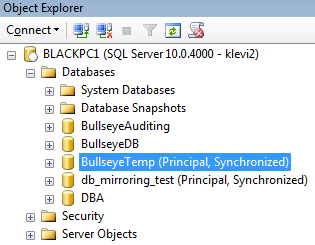 Object Explorer
Connect
BLACKPC1 (SQL Server 10.0.4000 - klevi2)
Databases
System Databases
Database Snapshots
BullseyeAuditing
BullseyeDB
BullseyeTemp (Principal, Synchronized)
db_mirroring_test (Principal, Synchronized)
DBA
Security
Server Objects